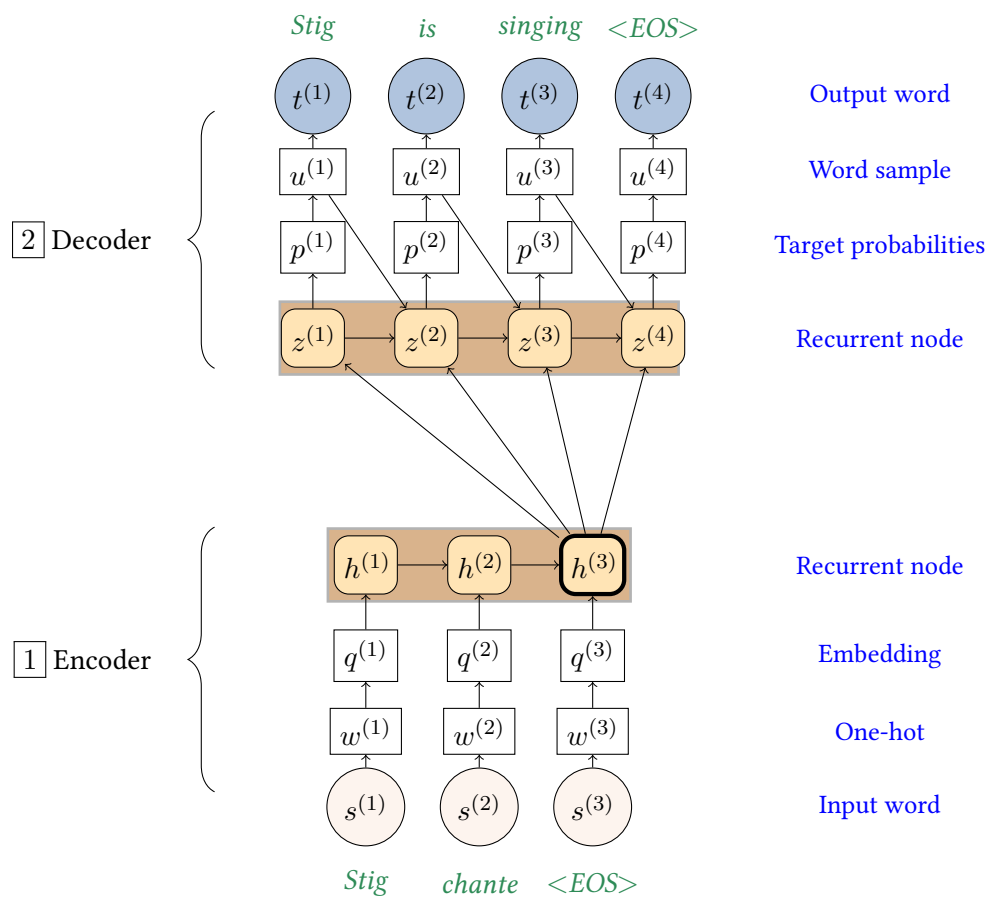 Stig is singing <EOS>
t^(1) t^(2) t^(3) t^(4) Output word
u^(1) u^(2) u^(3) u^(4) Word sample
2 Decoder p^(1) p^(2) p^(3) p^(4) Target probabilities
z^(1) z^(2) z^(3) z^(4) Recurrent node
h^(1) h^(2) h^(3) Recurrent node
1 Encoder q^(1) q^(2) q^(3) Embedding
w^(1) w^(2) w^(3) One-hot
s^(1) s^(2) s^(3) Input word
Stig chante <EOS>